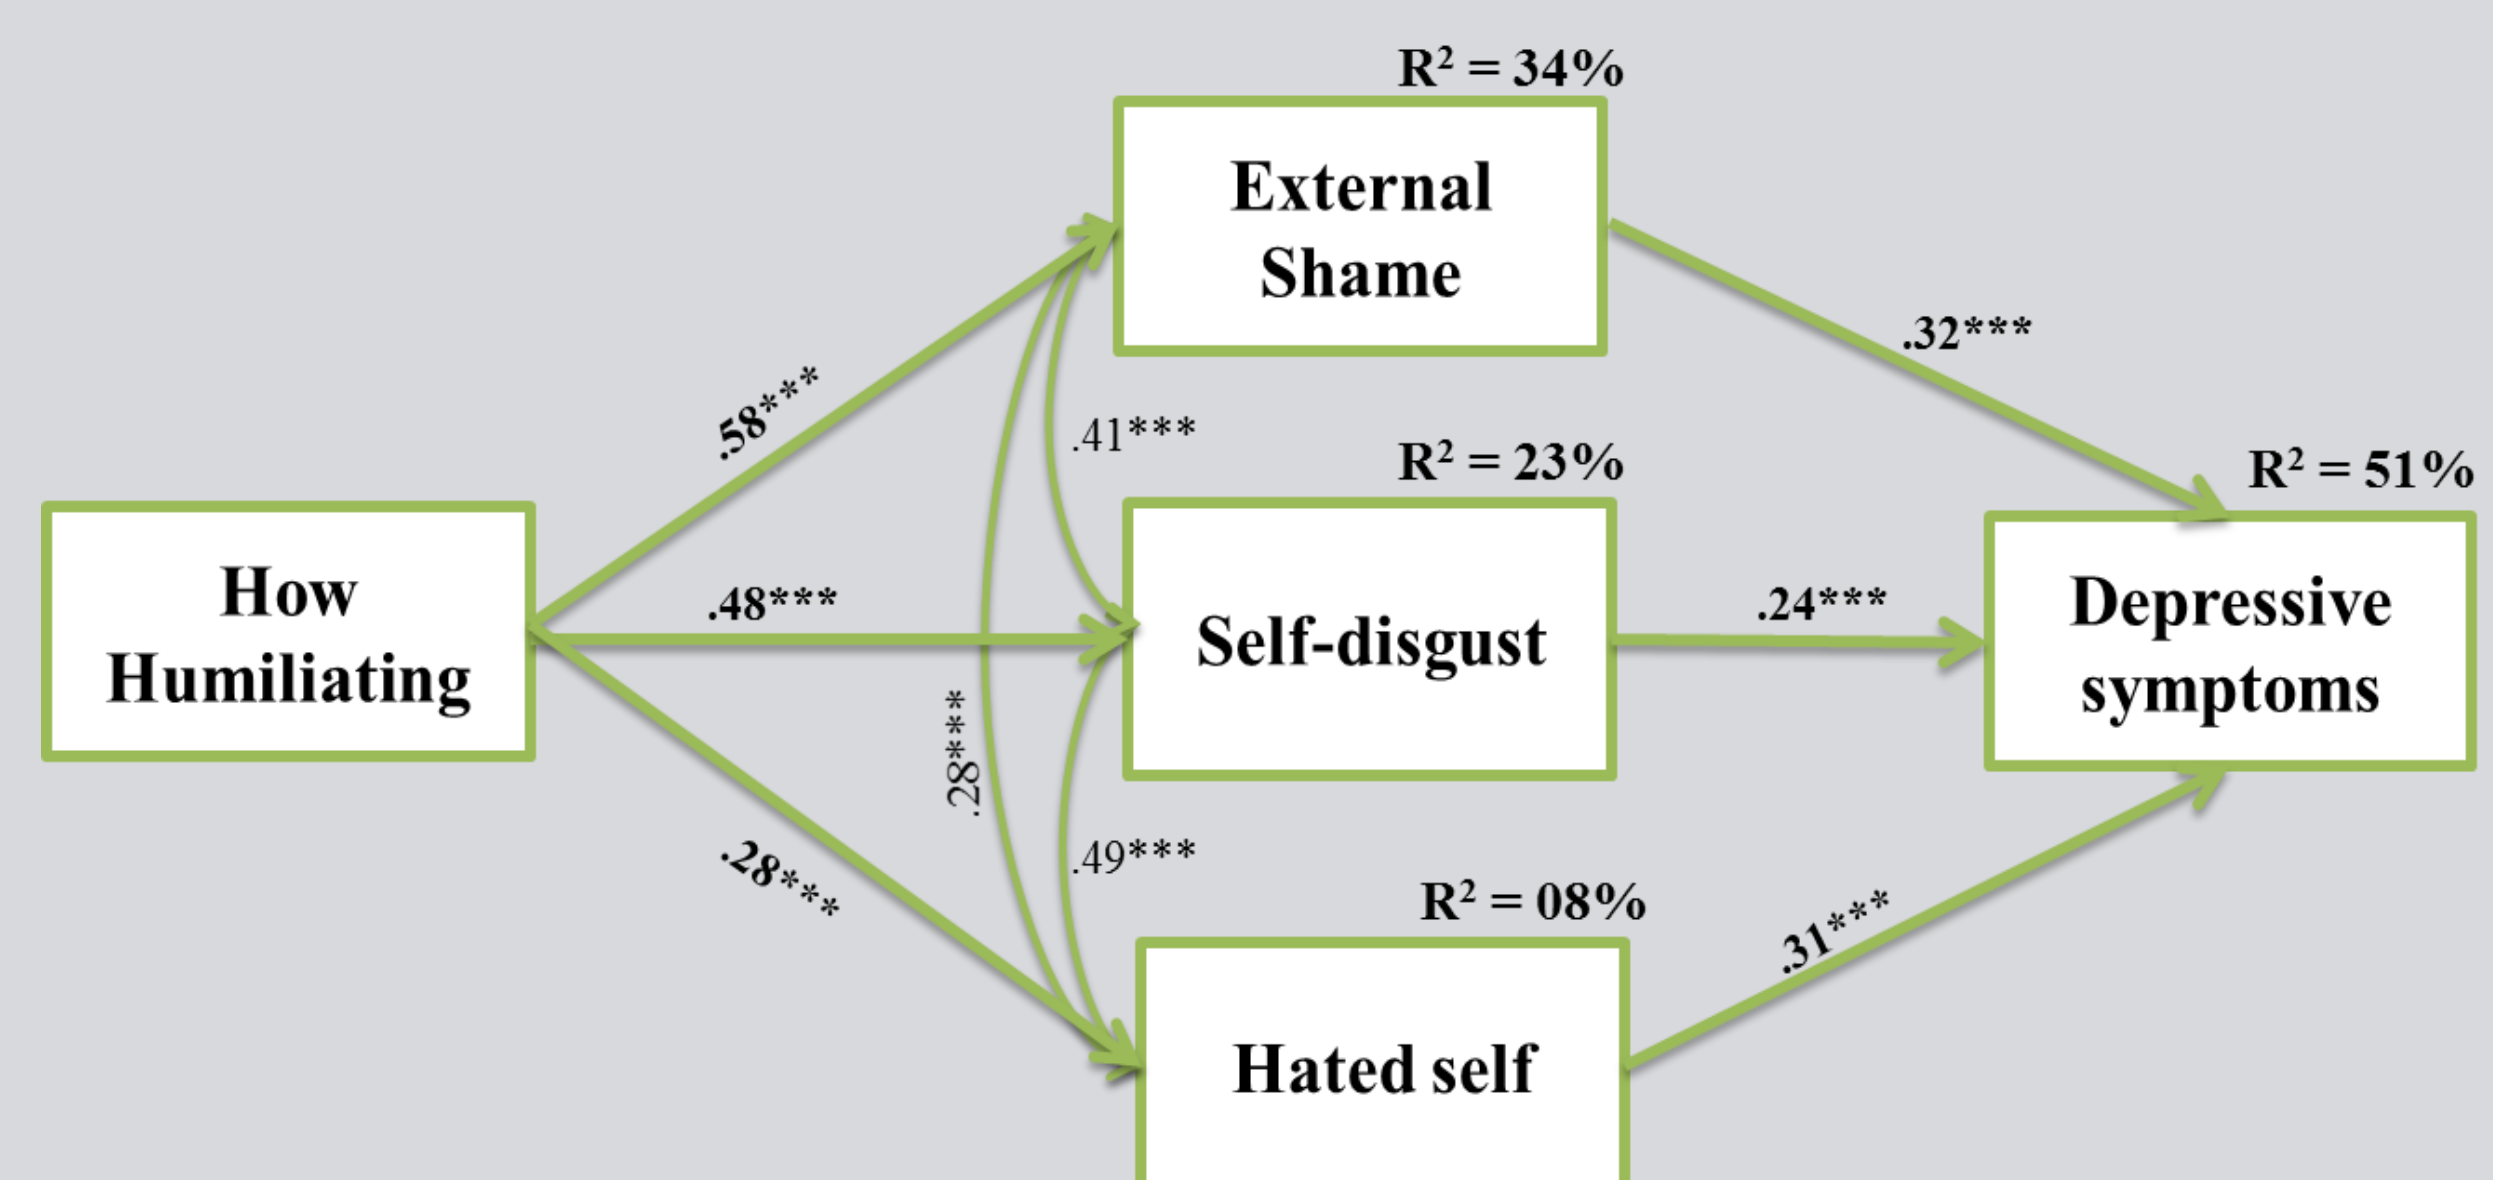 R² = 34%
External
Shame
.32***
.58***
.41***
R² = 23%
R² = 51%
How
Humiliating
.48***
Self-disgust
.24***
Depressive
symptoms
.28***
.28***
.49***
R² = 08%
.31***
Hated self